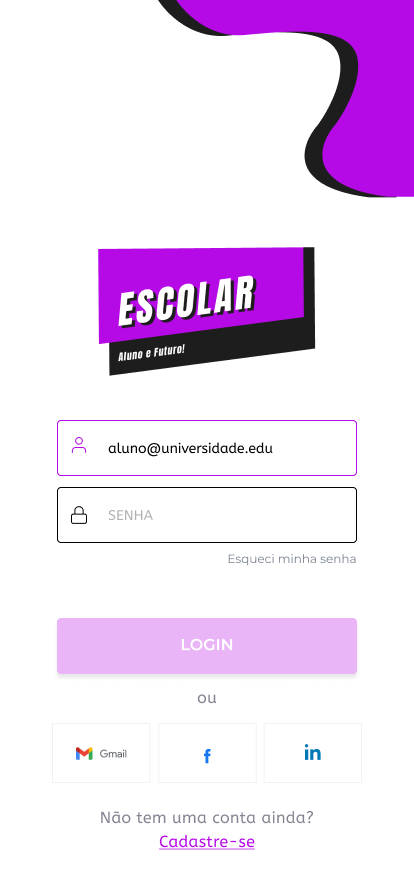 ESCOLAR
Aluno e Futuro!
aluno@universidade.edu
SENHA
Esqueci minha senha
LOGIN
ou
Gmail
f
in
Não tem uma conta ainda?
Cadastre-se